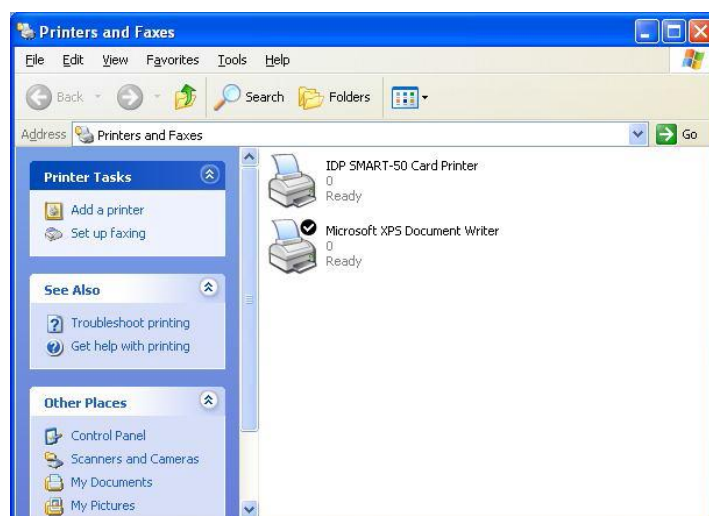 Printers and Faxes
File Edit View Favorites Tools Help
Back Search Folders
Address Printers and Faxes Go
Printer Tasks
Add a printer
Set up faxing
See Also
Troubleshoot printing
Get help with printing
Other Places
Control Panel
Scanners and Cameras
My Documents
My Pictures
IDP SMART-50 Card Printer
0
Ready
Microsoft XPS Document Writer
0
Ready